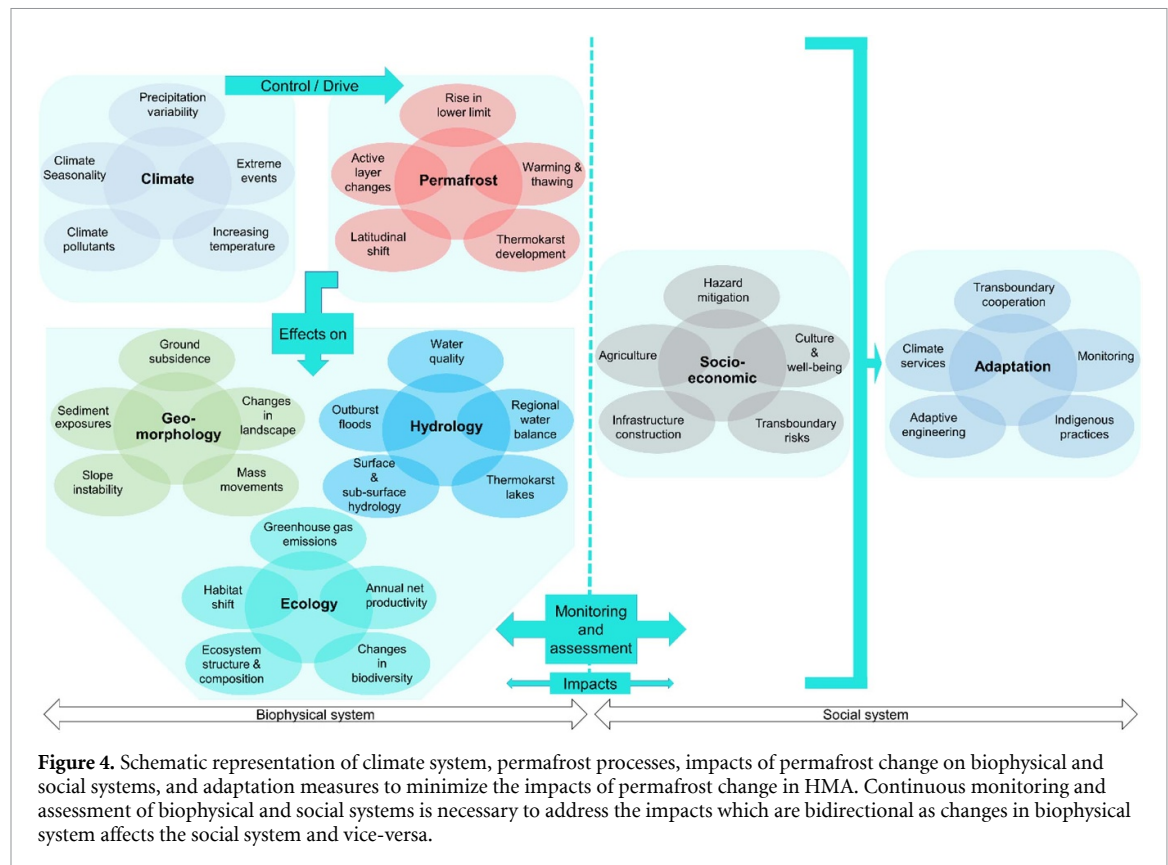 Control / Drive
Precipitation
variability
Climate
Seasonality
Climate
Extreme
events
Climate
pollutants
Increasing
temperature
Rise in
lower limit
Active
layer
changes
Permafrost
Warming &
thawing
Latitudinal
shift
Thermokarst
development
Effects on
Ground
subsidence
Sediment
exposures
Geo-
morphology
Changes
in
landscape
Slope
instability
Mass
movements
Water
quality
Outburst
floods
Hydrology
Regional
water
balance
Surface
&
sub-surface
hydrology
Thermokarst
lakes
Greenhouse gas
emissions
Habitat
shift
Ecology
Annual net
productivity
Ecosystem
structure &
composition
Changes
in
biodiversity
Hazard
mitigation
Agriculture
Socio-
economic
Culture
&
well-being
Infrastructure
construction
Transboundary
risks
Transboundary
cooperation
Climate
services
Adaptation
Monitoring
Adaptive
engineering
Indigenous
practices
Monitoring
and
assessment
Impacts
Biophysical system
Social system
Figure 4. Schematic representation of climate system, permafrost processes, impacts of permafrost change on biophysical and
social systems, and adaptation measures to minimize the impacts of permafrost change in HMA. Continuous monitoring and
assessment of biophysical and social systems is necessary to address the impacts which are bidirectional as changes in biophysical
system affects the social system and vice-versa.